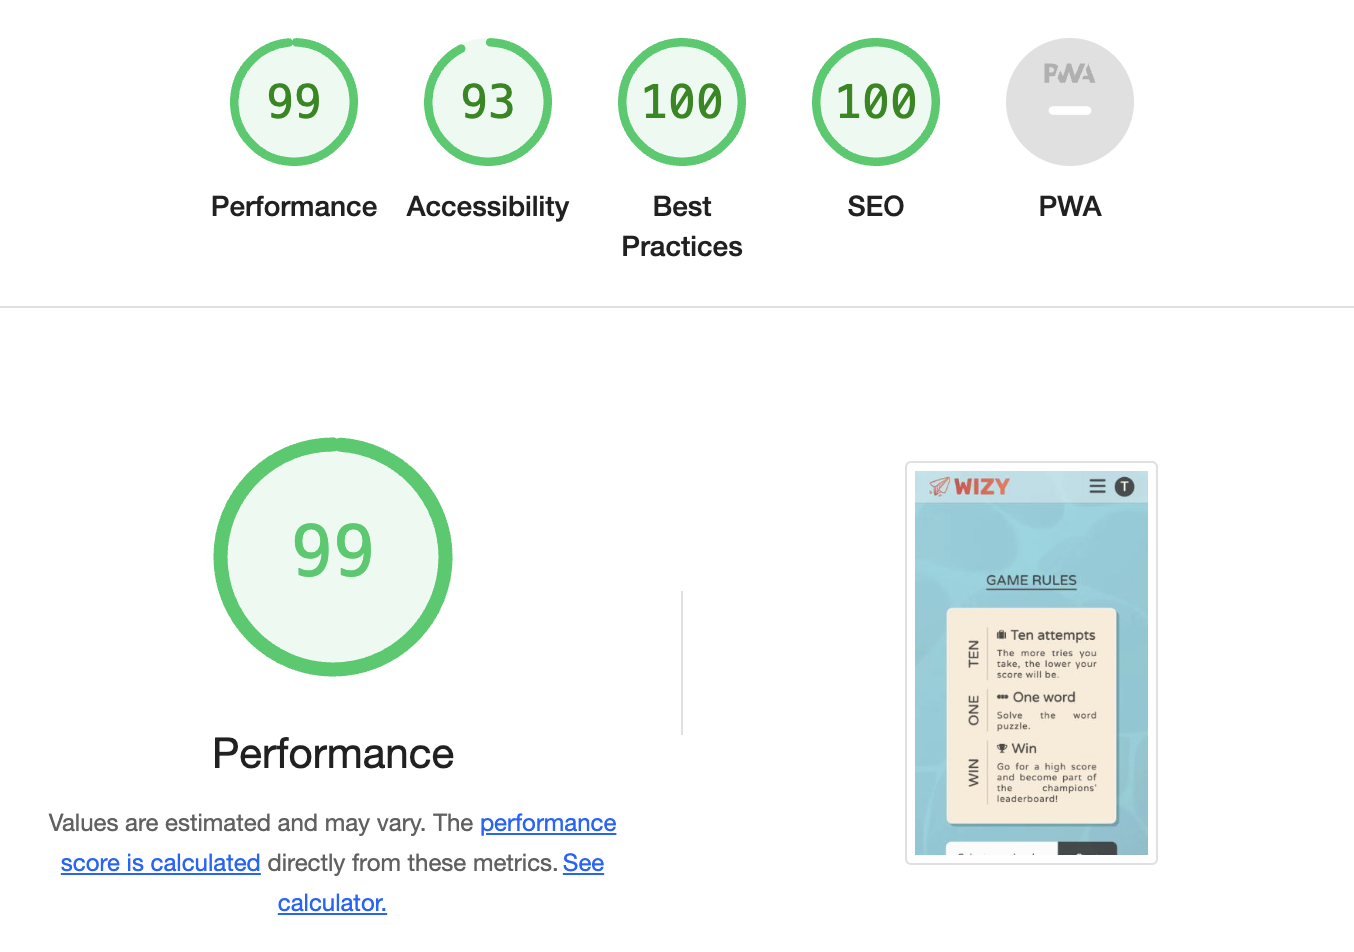 99
93
100
100
PWA
Performance
Accessibility
Best
Practices
SEO
PWA
99
Performance
Values are estimated and may vary. The performance
score is calculated directly from these metrics. See
calculator.
WIZY
T
GAME RULES
TEN
Ten attempts
The more tries you
take, the lower your
score will be.
ONE
One word
Solve the word
puzzle.
WIN
Win
Go for a high score
and become part of
the champions'
leaderboard!